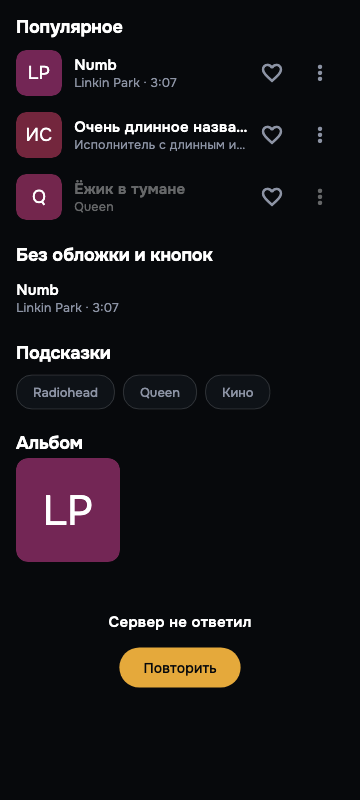 Популярное
LP
Numb
Linkin Park · 3:07
ИС
Очень длинное назва...
Исполнитель с длинным и...
Q
Ёжик в тумане
Queen
Без обложки и кнопок
Numb
Linkin Park · 3:07
Подсказки
Radiohead Queen Кино
Альбом
LP
Сервер не ответил
Повторить